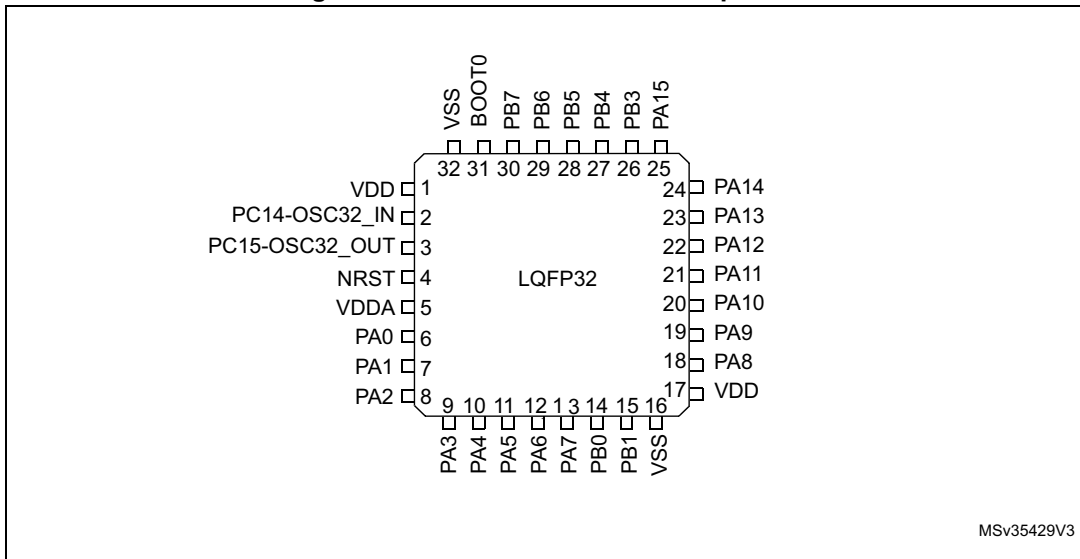 VSS
BOOT0
PB7
PB6
PB5
PB4
PB3
PA15
32 31 30 29 28 27 26 25
VDD 1
PC14-OSC32_IN 2
PC15-OSC32_OUT 3
NRST 4
VDDA 5
PA0 6
PA1 7
PA2 8
LQFP32
24 PA14
23 PA13
22 PA12
21 PA11
20 PA10
19 PA9
18 PA8
17 VDD
9 10 11 12 13 14 15 16
PA3
PA4
PA5
PA6
PA7
PB0
PB1
VSS
MSv35429V3